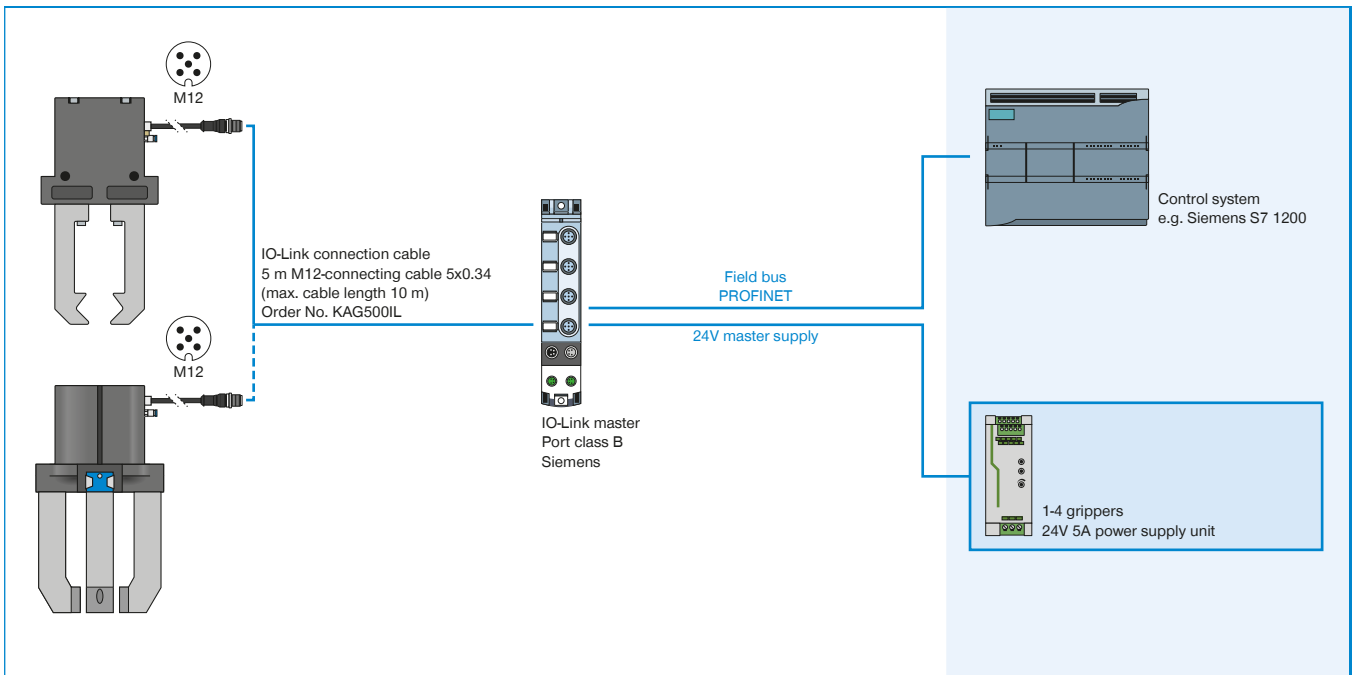 M12
IO-Link connection cable
5 m M12-connecting cable 5x0.34
(max. cable length 10 m)
Order No. KAG500IL
M12
IO-Link master
Port class B
Siemens
Field bus
PROFINET
24V master supply
Control system
e.g. Siemens S7 1200
1-4 grippers
24V 5A power supply unit